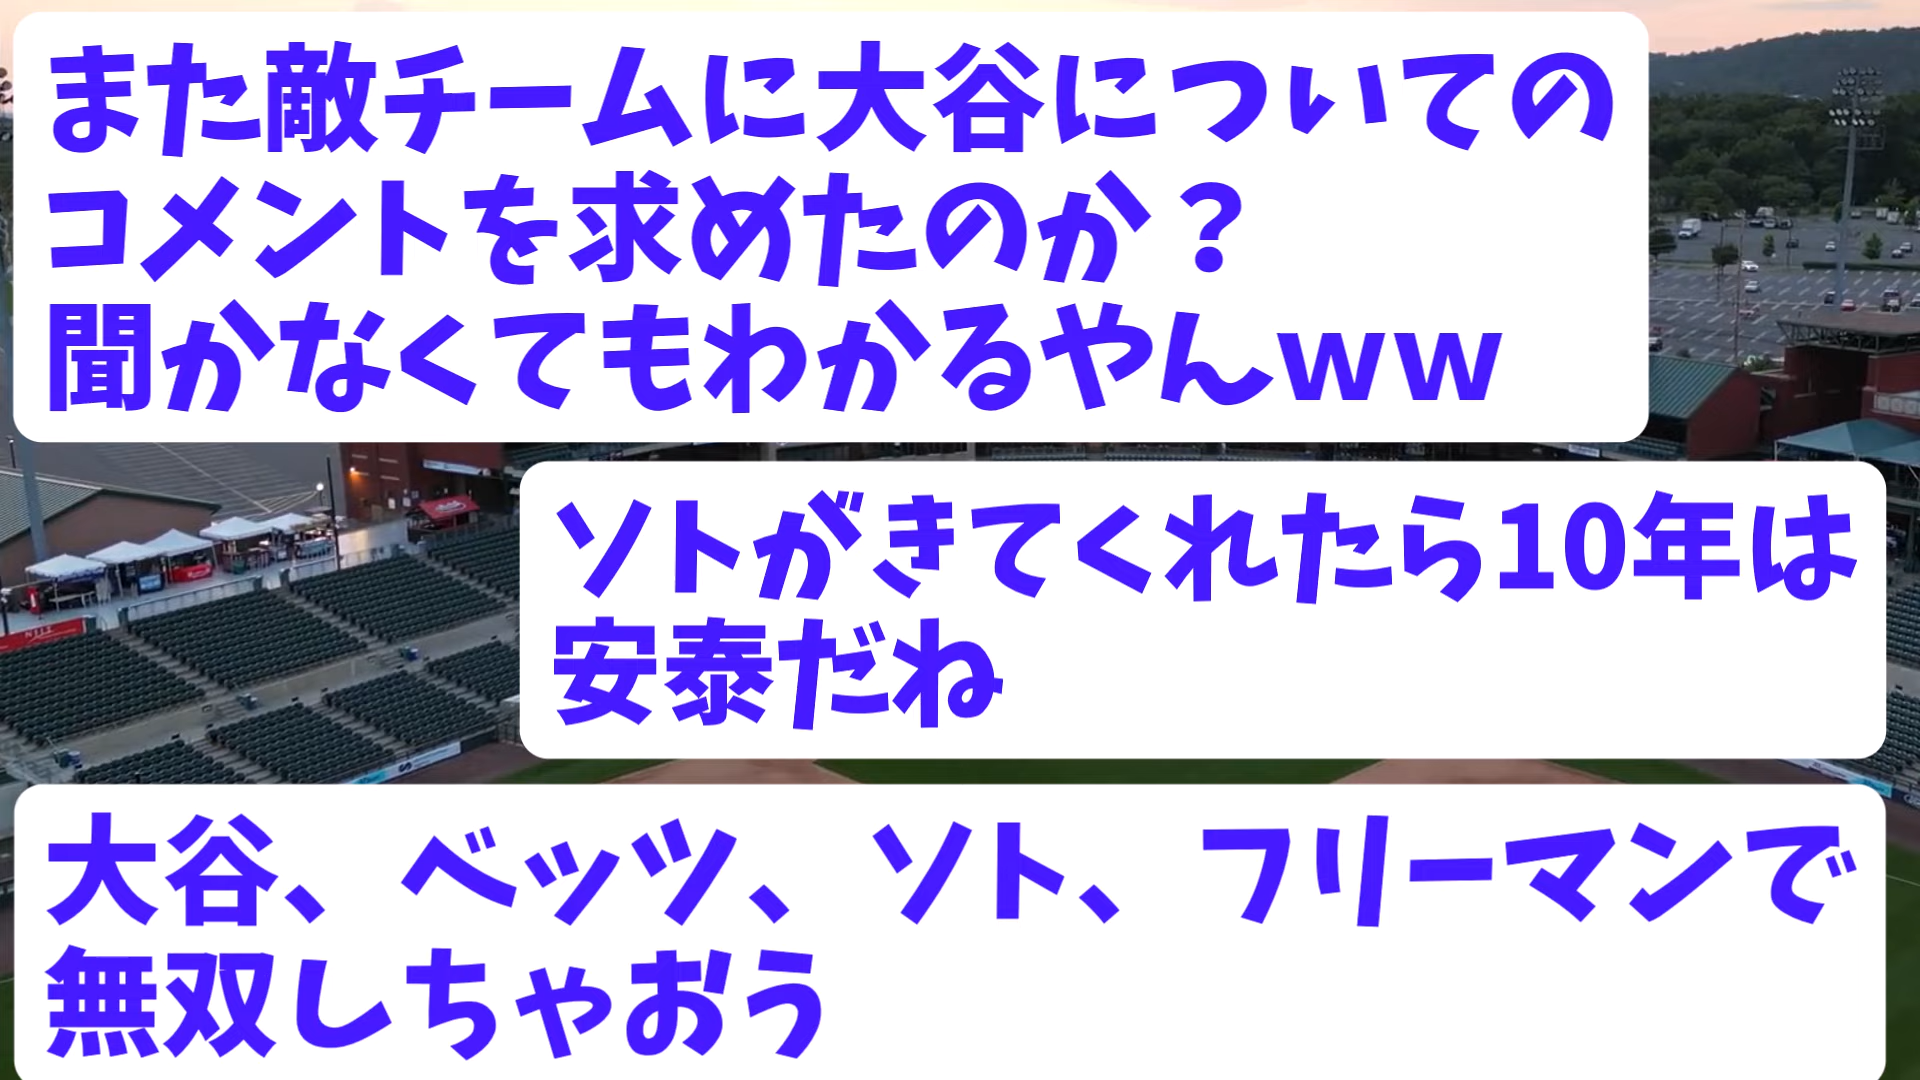 また敵チームに大谷についての
コメントを求めたのか？
聞かなくてもわかるやんｗｗ
ソトがきてくれたら10年は
安泰だね
大谷、ベッツ、ソト、フリーマンで
無双しちゃおう